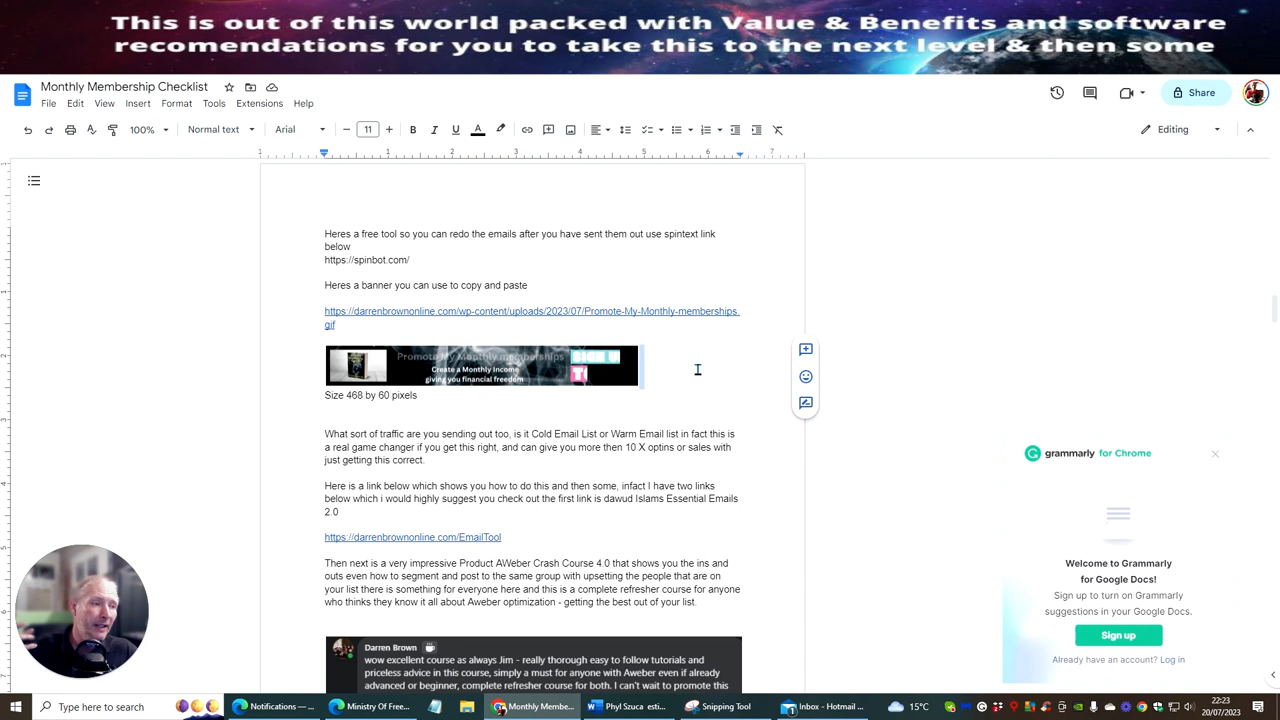 This is out of this world packed with Value & Benefits and software
recomendations for you to take this to the next level & then some
Monthly Membership Checklist
File Edit View Insert Format Tools Extensions Help
Share
100% Normal text Arial 11 B I U A Editing
1 1 2 3 4 5 6 7
Heres a free tool so you can redo the emails after you have sent them out use spintext link
below
https://spinbot.com/
Heres a banner you can use to copy and paste
https://darrenbrownonline.com/wp-content/uploads/2023/07/Promote-My-Monthly-memberships.
gif
Promote My Monthly memberships
Create a Monthly Income
giving you financial freedom
SIGN U
TO
Size 468 by 60 pixels
What sort of traffic are you sending out too, is it Cold Email List or Warm Email list in fact this is
a real game changer if you get this right, and can give you more then 10 X optins or sales with
just getting this correct.
Here is a link below which shows you how to do this and then some, infact I have two links
below which i would highly suggest you check out the first link is dawud Islams Essential Emails
2.0
https://darrenbrownonline.com/EmailTool
Then next is a very impressive Product AWeber Crash Course 4.0 that shows you the ins and
outs even how to segment and post to the same group with upsetting the people that are on
your list there is something for everyone here and this is a complete refresher course for anyone
who thinks they know it all about Aweber optimization - getting the best out of your list.
Darren Brown
wow excellent course as always Jim - really thorough easy to follow tutorials and
priceless advice in this course, simply a must for anyone with Aweber even if already
advanced or beginner, complete refresher course for both. I can't wait to promote this
grammarly for Chrome
Welcome to Grammarly
for Google Docs!
Sign up to turn on Grammarly
suggestions in your Google Docs.
Sign up
Already have an account? Log in
Type here to search
Notifications —...
Ministry Of Free...
Monthly Membe...
Phyl Szuca esti...
Snipping Tool
Inbox - Hotmail ...
15°C
22:23
20/07/2023